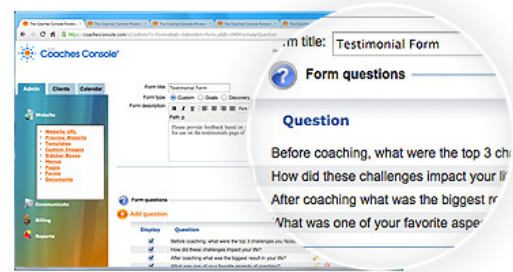 The Coaches Console
coachesconsole.com
Coaches Console
Admin
Clients
Calendar
Website
Website URL
Preview Website
Templates
Custom Images
Sidebar Boxes
Menus
Pages
Forms
Documents
Communicate
Billing
Reports
Form title
Testimonial Form
Form type
Custom
Goals
Discovery
Form description
B I U
Path: p
Please provide feedback based on
for use on the testimonials page of
Form questions
Add question
Display
Question
Before coaching, what were the top 3 challenges you faced
How did these challenges impact your life?
After coaching what was the biggest result in your life?
What was one of your favorite aspects of coaching?
m title:
Testimonial Form
Form questions
Question
Before coaching, what were the top 3 ch
How did these challenges impact your li
After coaching what was the biggest re
What was one of your favorite aspe